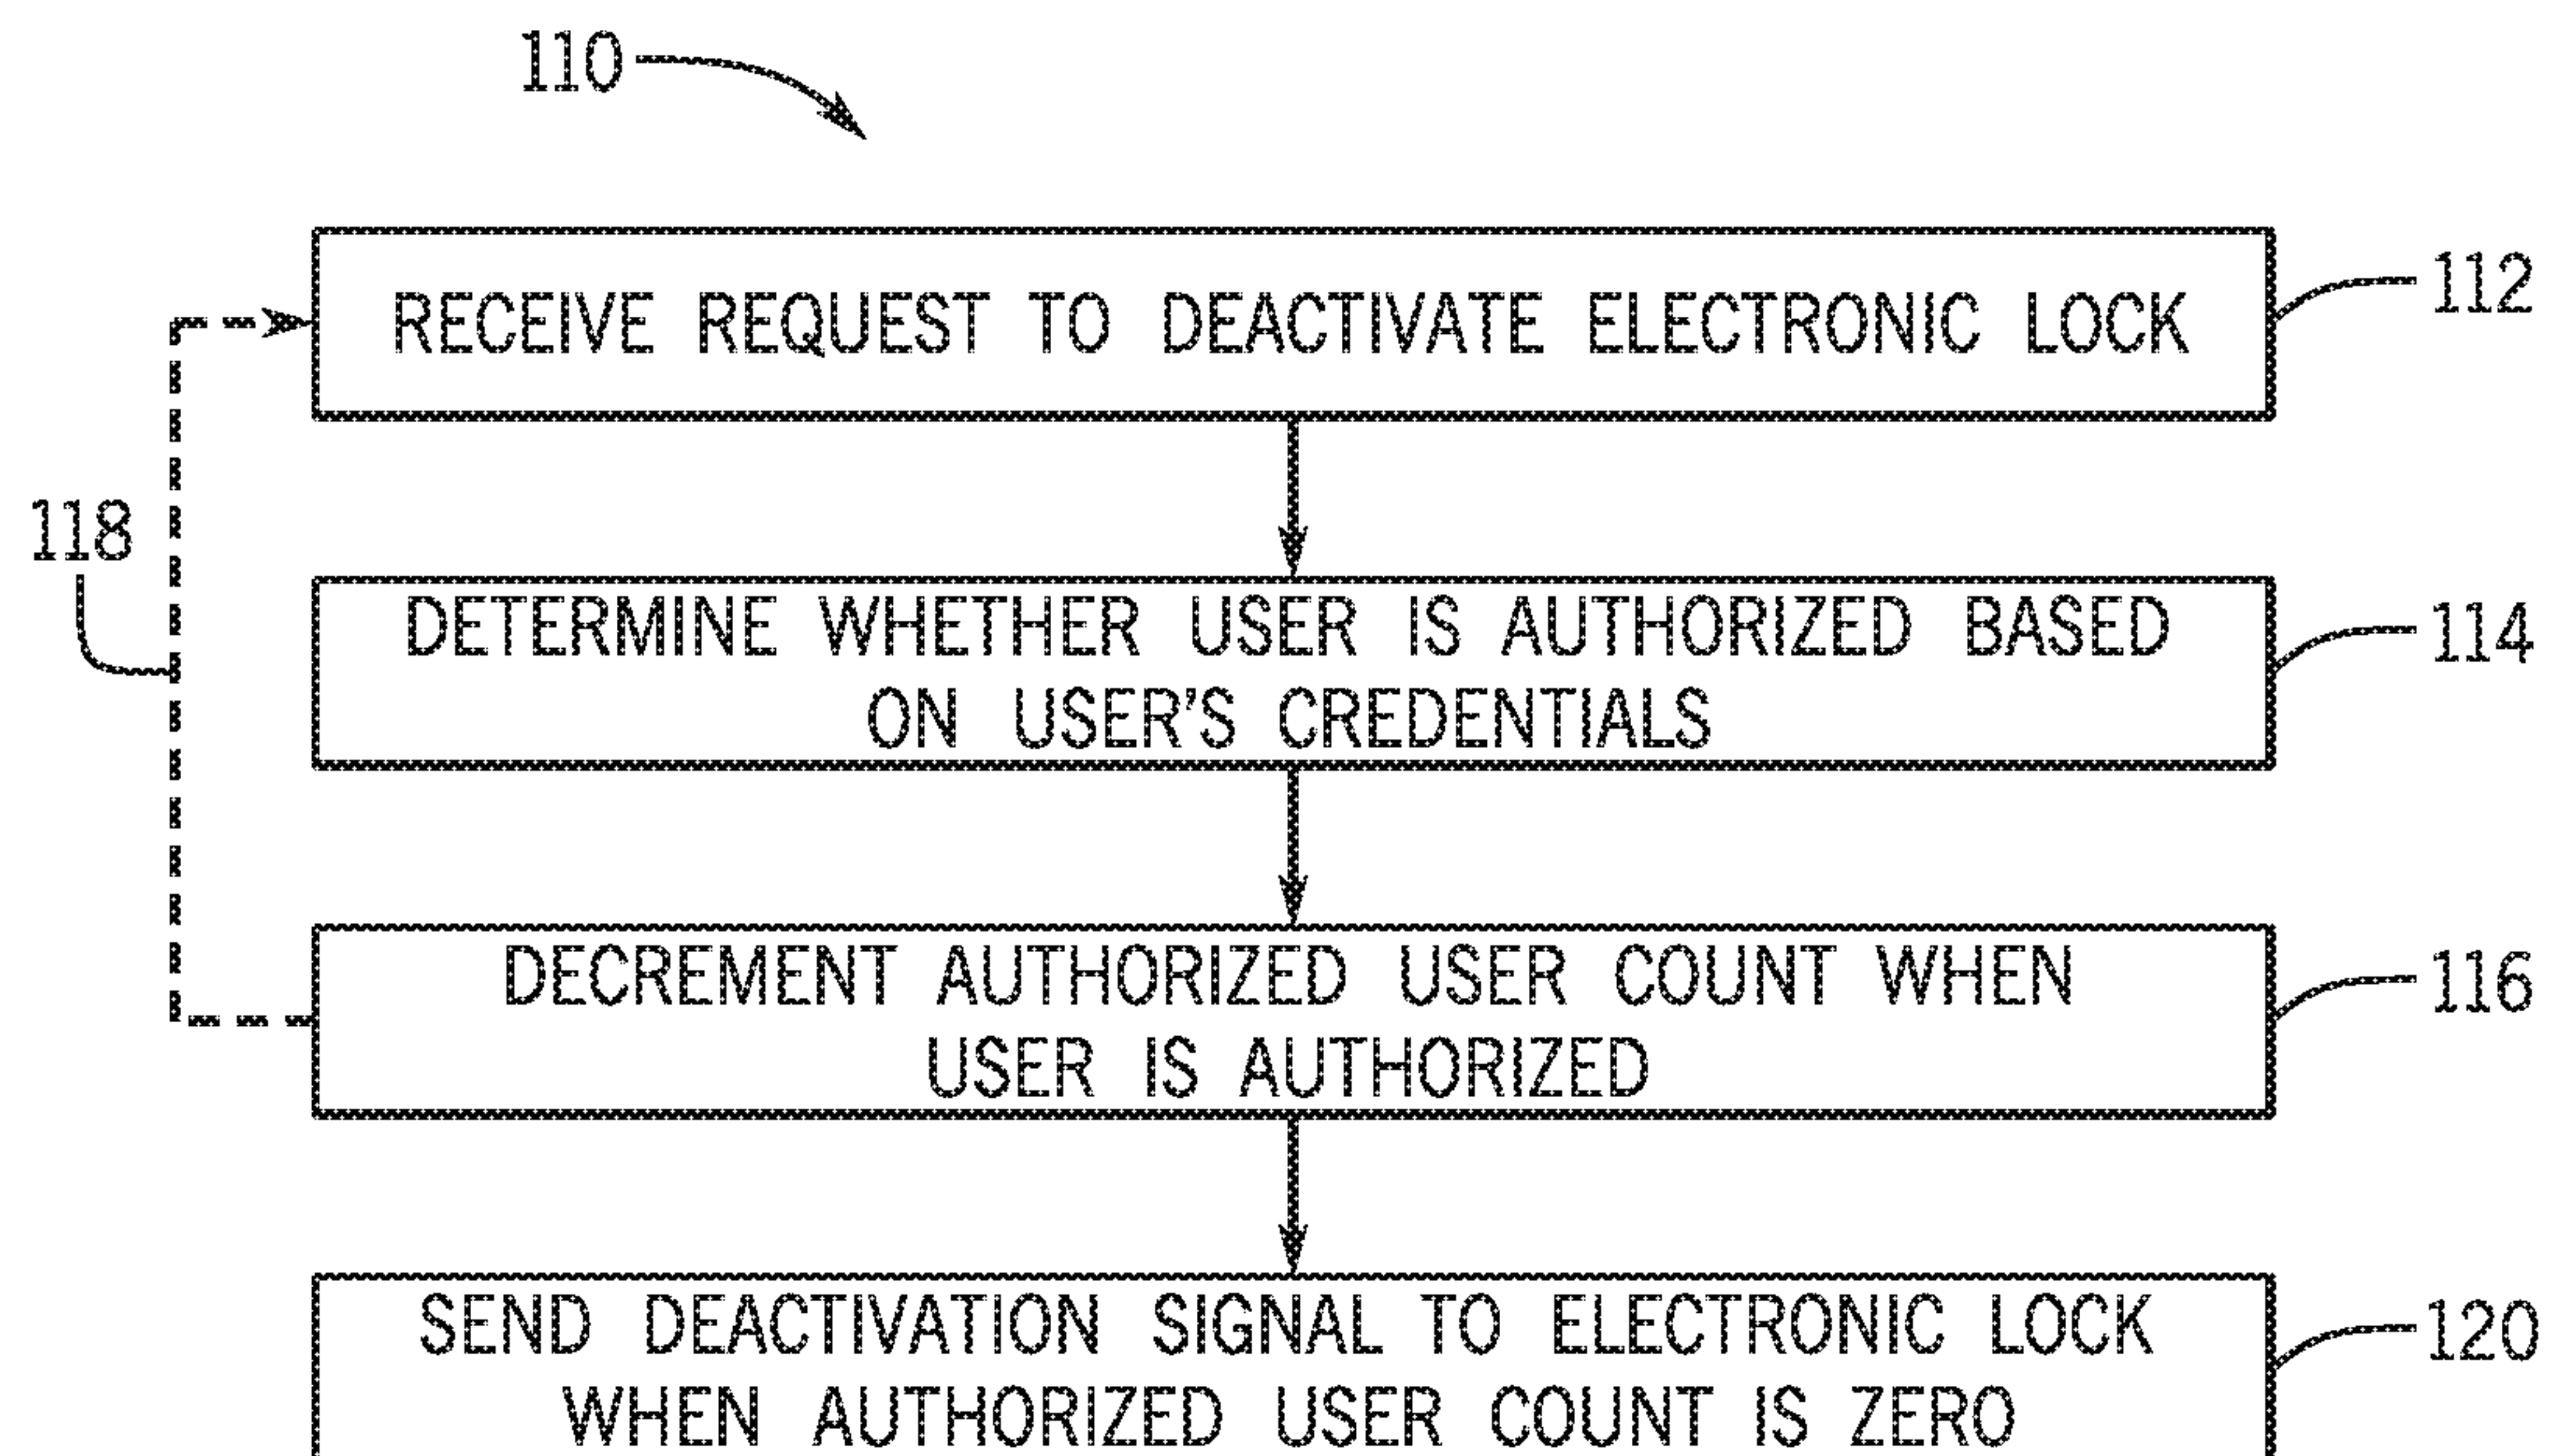 110
RECEIVE REQUEST TO DEACTIVATE ELECTRONIC LOCK
112
118
DETERMINE WHETHER USER IS AUTHORIZED BASED
ON USER'S CREDENTIALS
114
DECREMENT AUTHORIZED USER COUNT WHEN
USER IS AUTHORIZED
116
SEND DEACTIVATION SIGNAL TO ELECTRONIC LOCK
WHEN AUTHORIZED USER COUNT IS ZERO
120